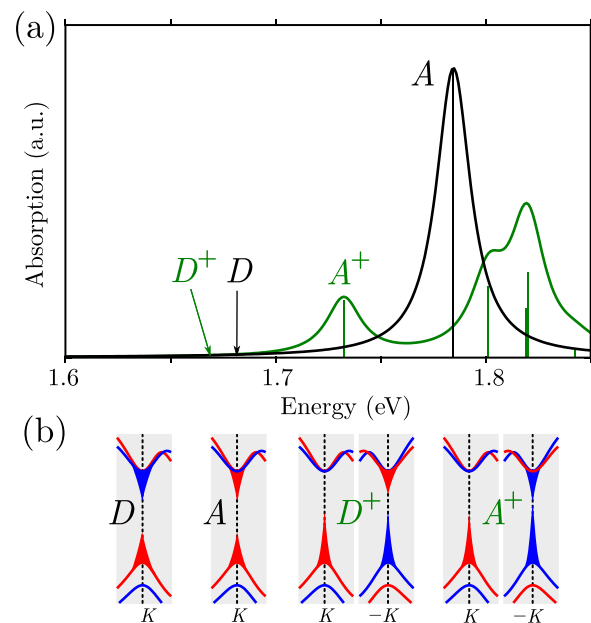 (a)
A
D⁺ D A⁺
Absorption (a.u.)
1.6 1.7 1.8
Energy (eV)
(b)
D A D⁺ A⁺
K K K −K K −K